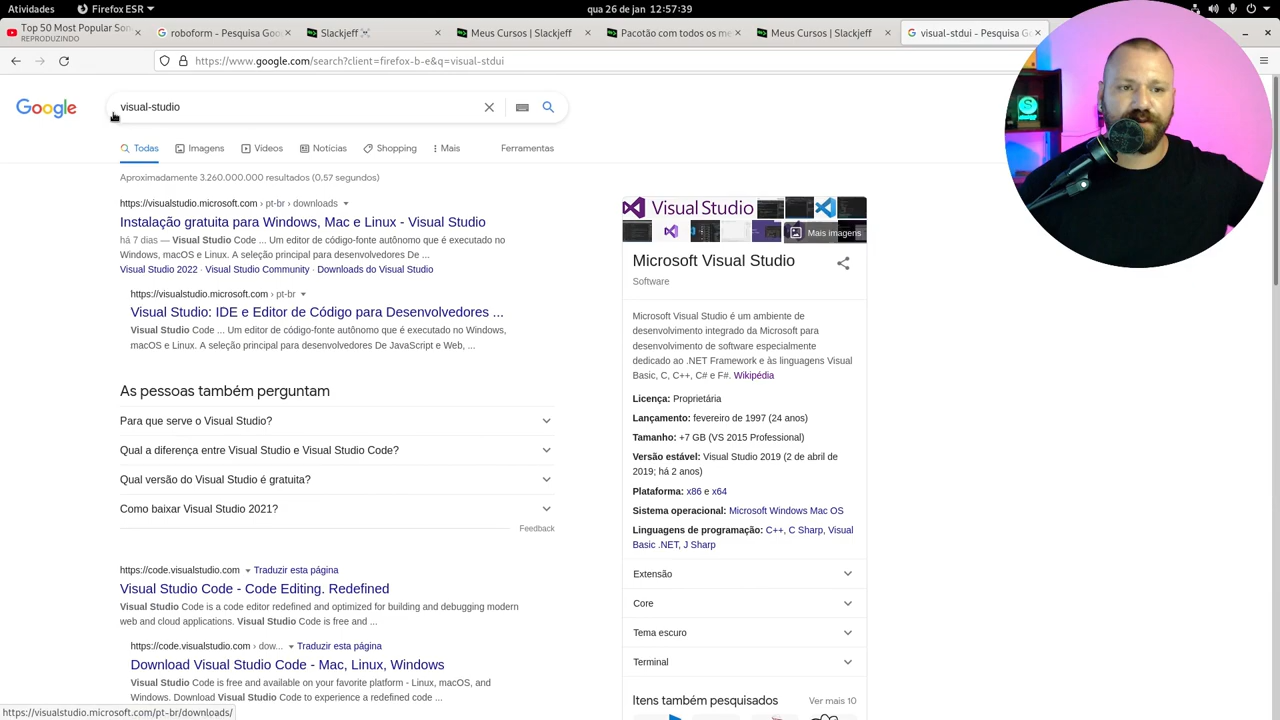 Atividades
Firefox ESR
qua 26 de jan 12:57:39
Top 50 Most Popular Son
REPRODUZINDO
roboform - Pesquisa Goo
Slackjeff
Meus Cursos | Slackjeff
Pacotão com todos os me
Meus Cursos | Slackjeff
visual-stdui - Pesquisa Go
https://www.google.com/search?client=firefox-b-e&q=visual-stdui
Google
visual-studio
Todas
Imagens
Vídeos
Notícias
Shopping
Mais
Ferramentas
Aproximadamente 3.260.000.000 resultados (0,57 segundos)
https://visualstudio.microsoft.com › pt-br › downloads
Instalação gratuita para Windows, Mac e Linux - Visual Studio
há 7 dias — Visual Studio Code ... Um editor de código-fonte autônomo que é executado no
Windows, macOS e Linux. A seleção principal para desenvolvedores De ...
Visual Studio 2022 · Visual Studio Community · Downloads do Visual Studio
https://visualstudio.microsoft.com › pt-br
Visual Studio: IDE e Editor de Código para Desenvolvedores ...
Visual Studio Code ... Um editor de código-fonte autônomo que é executado no Windows,
macOS e Linux. A seleção principal para desenvolvedores De JavaScript e Web, ...
As pessoas também perguntam
Para que serve o Visual Studio?
Qual a diferença entre Visual Studio e Visual Studio Code?
Qual versão do Visual Studio é gratuita?
Como baixar Visual Studio 2021?
Feedback
https://code.visualstudio.com
Traduzir esta página
Visual Studio Code - Code Editing. Redefined
Visual Studio Code is a code editor redefined and optimized for building and debugging modern
web and cloud applications. Visual Studio Code is free and ...
https://code.visualstudio.com › dow...
Traduzir esta página
Download Visual Studio Code - Mac, Linux, Windows
Visual Studio Code is free and available on your favorite platform - Linux, macOS, and
Windows. Download Visual Studio Code to experience a redefined code ...
https://visualstudio.microsoft.com/pt-br/downloads/
Visual Studio
Mais imagens
Microsoft Visual Studio
Software
Microsoft Visual Studio é um ambiente de
desenvolvimento integrado da Microsoft para
desenvolvimento de software especialmente
dedicado ao .NET Framework e às linguagens Visual
Basic, C, C++, C# e F#. Wikipédia
Licença: Proprietária
Lançamento: fevereiro de 1997 (24 anos)
Tamanho: +7 GB (VS 2015 Professional)
Versão estável: Visual Studio 2019 (2 de abril de
2019; há 2 anos)
Plataforma: x86 e x64
Sistema operacional: Microsoft Windows Mac OS
Linguagens de programação: C++, C Sharp, Visual
Basic .NET, J Sharp
Extensão
Core
Tema escuro
Terminal
Itens também pesquisados
Ver mais 10